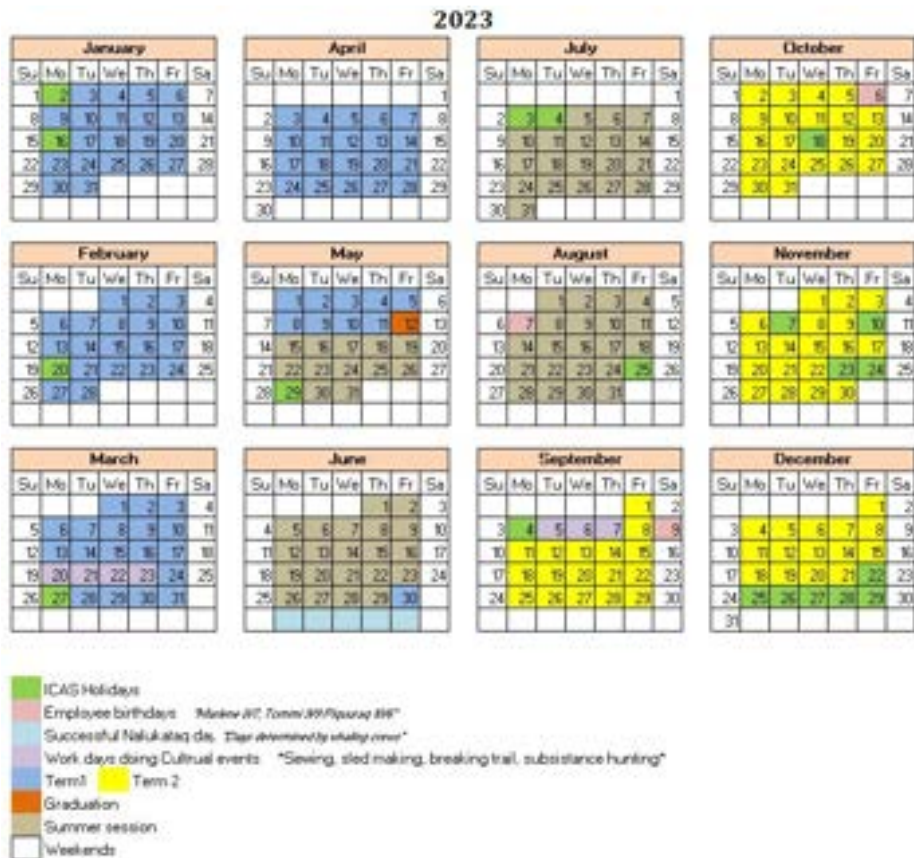 2023
January April July October
Su Mo Tu We Th Fr Sa Su Mo Tu We Th Fr Sa Su Mo Tu We Th Fr Sa Su Mo Tu We Th Fr Sa
1 2 3 4 5 6 7 1 1 1 2 3 4 5 6 7
8 9 10 11 12 13 14 2 3 4 5 6 7 8 2 3 4 5 6 7 8 8 9 10 11 12 13 14
15 16 17 18 19 20 21 9 10 11 12 13 14 15 9 10 11 12 13 14 15 15 16 17 18 19 20 21
22 23 24 25 26 27 28 16 17 18 19 20 21 22 16 17 18 19 20 21 22 22 23 24 25 26 27 28
29 30 31 23 24 25 26 27 28 29 23 24 25 26 27 28 29 29 30 31
30 30 31
February May August November
Su Mo Tu We Th Fr Sa Su Mo Tu We Th Fr Sa Su Mo Tu We Th Fr Sa Su Mo Tu We Th Fr Sa
1 2 3 4 1 2 3 4 5 6 1 2 3 4 5 1 2 3 4
5 6 7 8 9 10 11 7 8 9 10 11 12 13 6 7 8 9 10 11 12 5 6 7 8 9 10 11
12 13 14 15 16 17 18 14 15 16 17 18 19 20 13 14 15 16 17 18 19 12 13 14 15 16 17 18
19 20 21 22 23 24 25 21 22 23 24 25 26 27 20 21 22 23 24 25 26 19 20 21 22 23 24 25
26 27 28 28 29 30 31 27 28 29 30 31 26 27 28 29 30
March June September December
Su Mo Tu We Th Fr Sa Su Mo Tu We Th Fr Sa Su Mo Tu We Th Fr Sa Su Mo Tu We Th Fr Sa
1 2 3 4 1 2 3 1 2 1 2
5 6 7 8 9 10 11 4 5 6 7 8 9 10 3 4 5 6 7 8 9 3 4 5 6 7 8 9
12 13 14 15 16 17 18 11 12 13 14 15 16 17 10 11 12 13 14 15 16 10 11 12 13 14 15 16
19 20 21 22 23 24 25 18 19 20 21 22 23 24 17 18 19 20 21 22 23 17 18 19 20 21 22 23
26 27 28 29 30 31 25 26 27 28 29 30 24 25 26 27 28 29 30 24 25 26 27 28 29 30
31
ICAS Holidays
Employee birthdays
Successful Nalukataq day "Days determined by whaling crews"
Work days doing Cultrual events *Sewing, sled making, breaking trail, subsistance hunting*
Term1 Term 2
Graduation
Summer session
Weekends